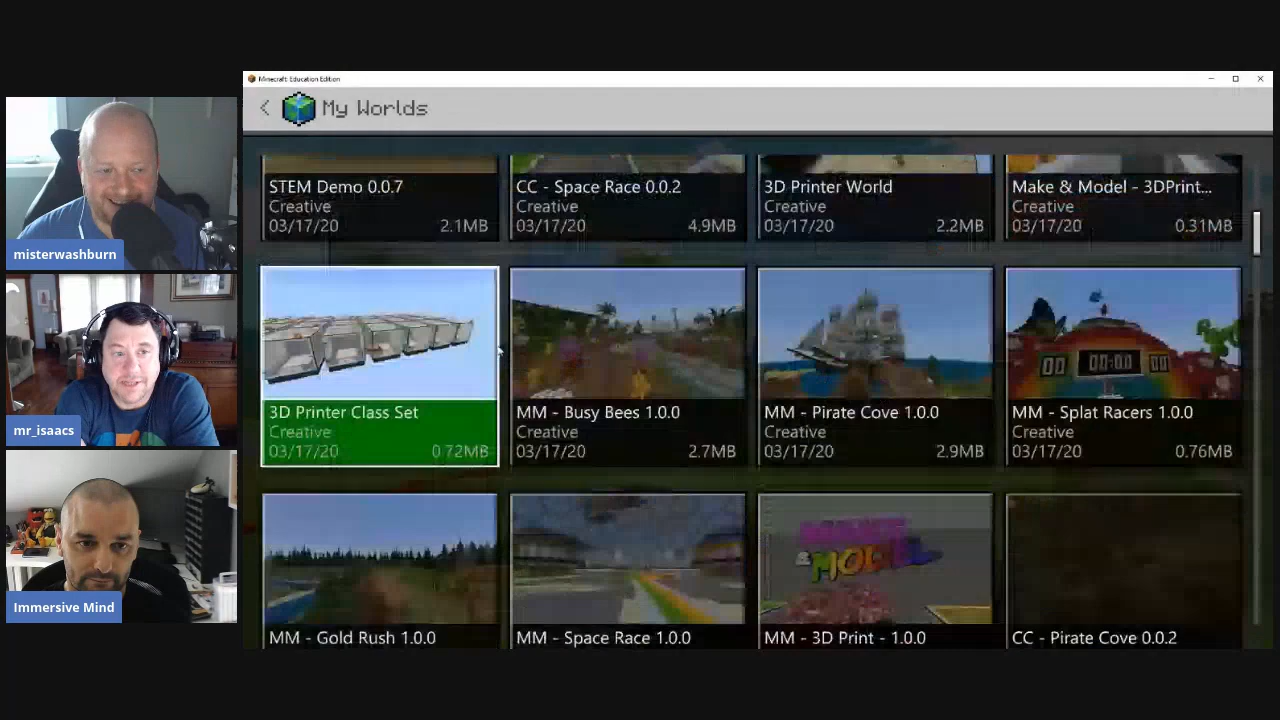 Minecraft: Education Edition
My Worlds
STEM Demo 0.0.7
Creative
03/17/20 2.1MB
CC - Space Race 0.0.2
Creative
03/17/20 4.9MB
3D Printer World
Creative
03/17/20 2.2MB
Make & Model - 3DPrint...
Creative
03/17/20 0.31MB
3D Printer Class Set
Creative
03/17/20 0.72MB
MM - Busy Bees 1.0.0
Creative
03/17/20 2.7MB
MM - Pirate Cove 1.0.0
Creative
03/17/20 2.9MB
00 00:00 00
MM - Splat Racers 1.0.0
Creative
03/17/20 0.76MB
MM - Gold Rush 1.0.0
MM - Space Race 1.0.0
& MODEL
MM - 3D Print - 1.0.0
CC - Pirate Cove 0.0.2
misterwashburn
mr_isaacs
Immersive Mind